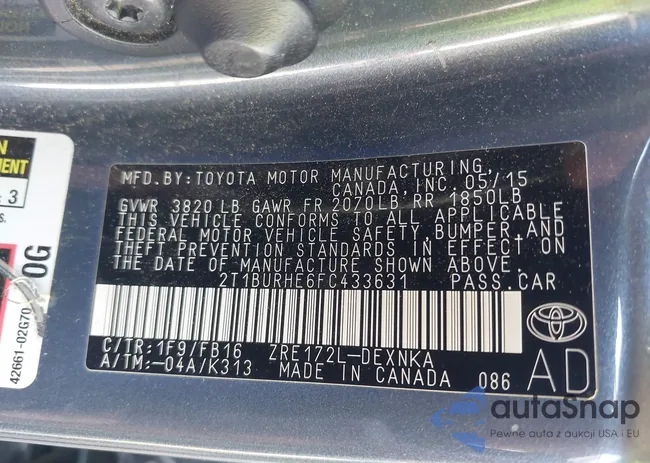 MFD.BY:TOYOTA MOTOR MANUFACTURING
CANADA,INC.05/15
GVWR 3820LB GAWR FR 2070LB RR 1850LB
THIS VEHICLE CONFORMS TO ALL APPLICABLE
FEDERAL MOTOR VEHICLE SAFETY, BUMPER,AND
THEFT PREVENTION STANDARDS IN EFFECT ON
THE DATE OF MANUFACTURE SHOWN ABOVE.
2T1BURHE6FC433631 PASS.CAR
C/TR:1F9/FB16 ZRE172L-DEXNKA
A/TM:-04A/K313 MADE IN CANADA 086
AD
42661-02G70
autaSnap
Pewne auta z aukcji USA i EU